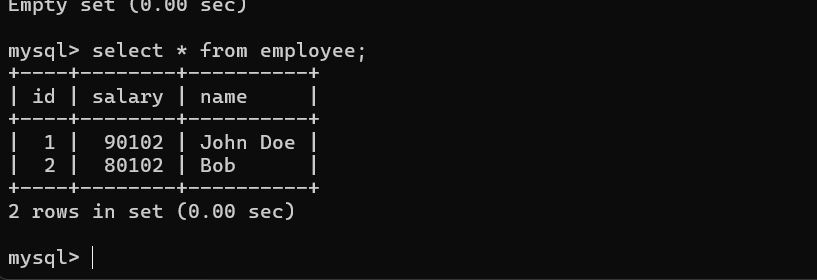 Empty set (0.00 sec)
mysql> select * from employee;
+----+--------+----------+
| id | salary | name     |
+----+--------+----------+
|  1 |  90102 | John Doe |
|  2 |  80102 | Bob      |
+----+--------+----------+
2 rows in set (0.00 sec)
mysql>